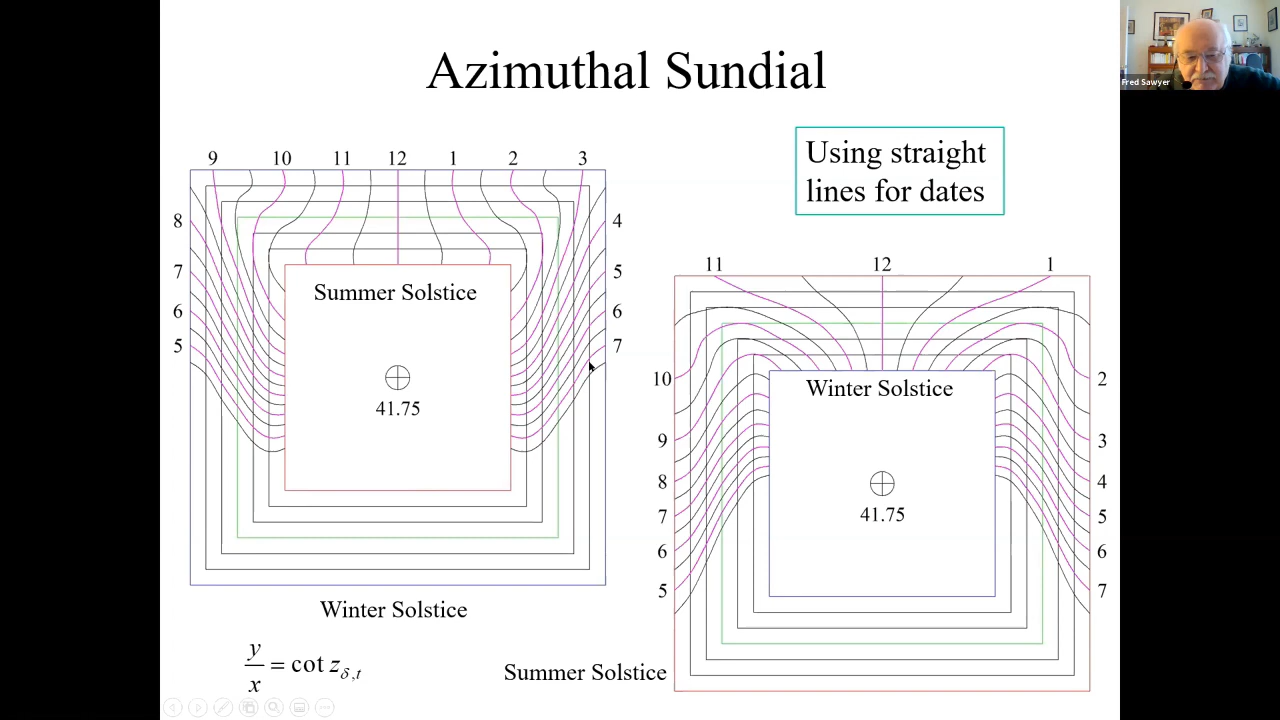 Azimuthal Sundial
Fred Sawyer
Using straight
lines for dates
9 10 11 12 1 2 3
8 4
7 5
6 6
5 7
Summer Solstice
41.75
Winter Solstice
y/x = cot z δ,t
11 12 1
10 2
9 3
8 4
7 5
6 6
5 7
Winter Solstice
41.75
Summer Solstice